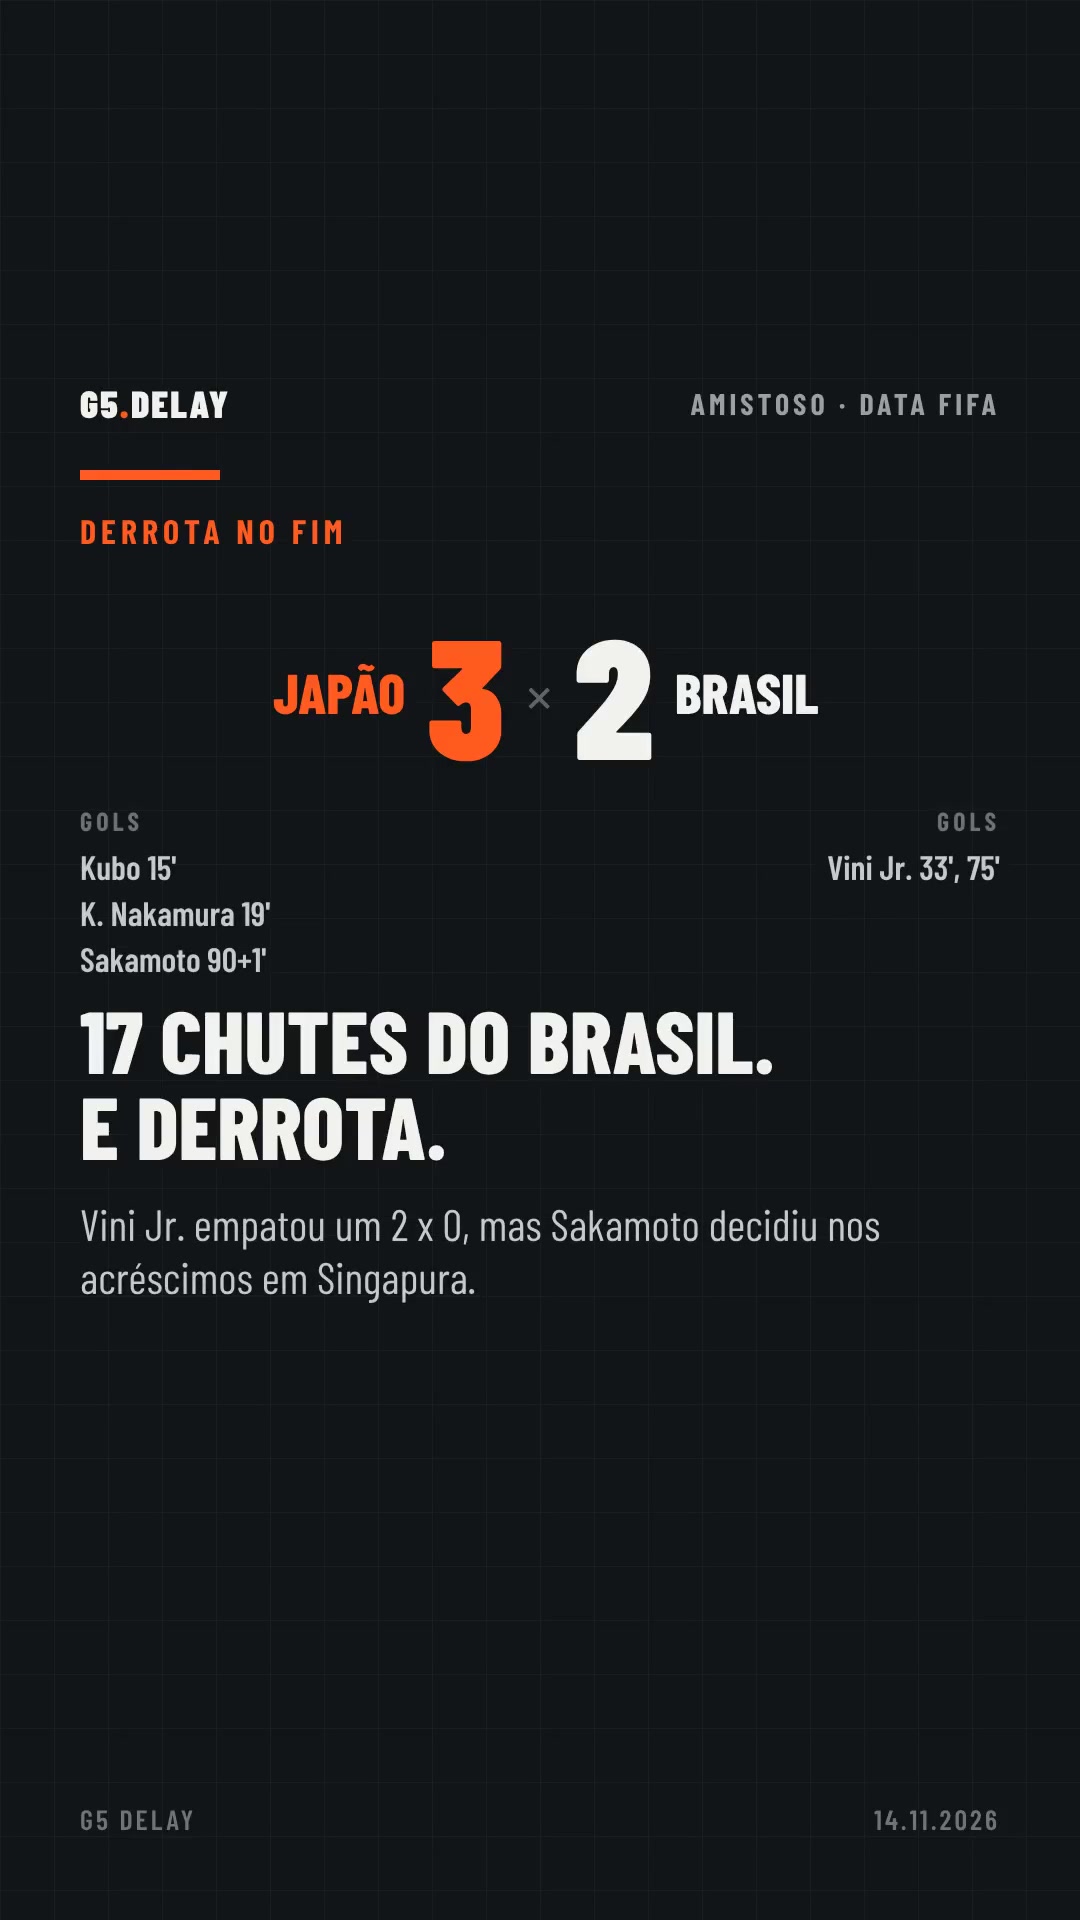 G5.DELAY
AMISTOSO · DATA FIFA
DERROTA NO FIM
JAPÃO 3 × 2 BRASIL
GOLS
Kubo 15'
K. Nakamura 19'
Sakamoto 90+1'
GOLS
Vini Jr. 33', 75'
17 CHUTES DO BRASIL.
E DERROTA.
Vini Jr. empatou um 2 x 0, mas Sakamoto decidiu nos
acréscimos em Singapura.
G5 DELAY
14.11.2026